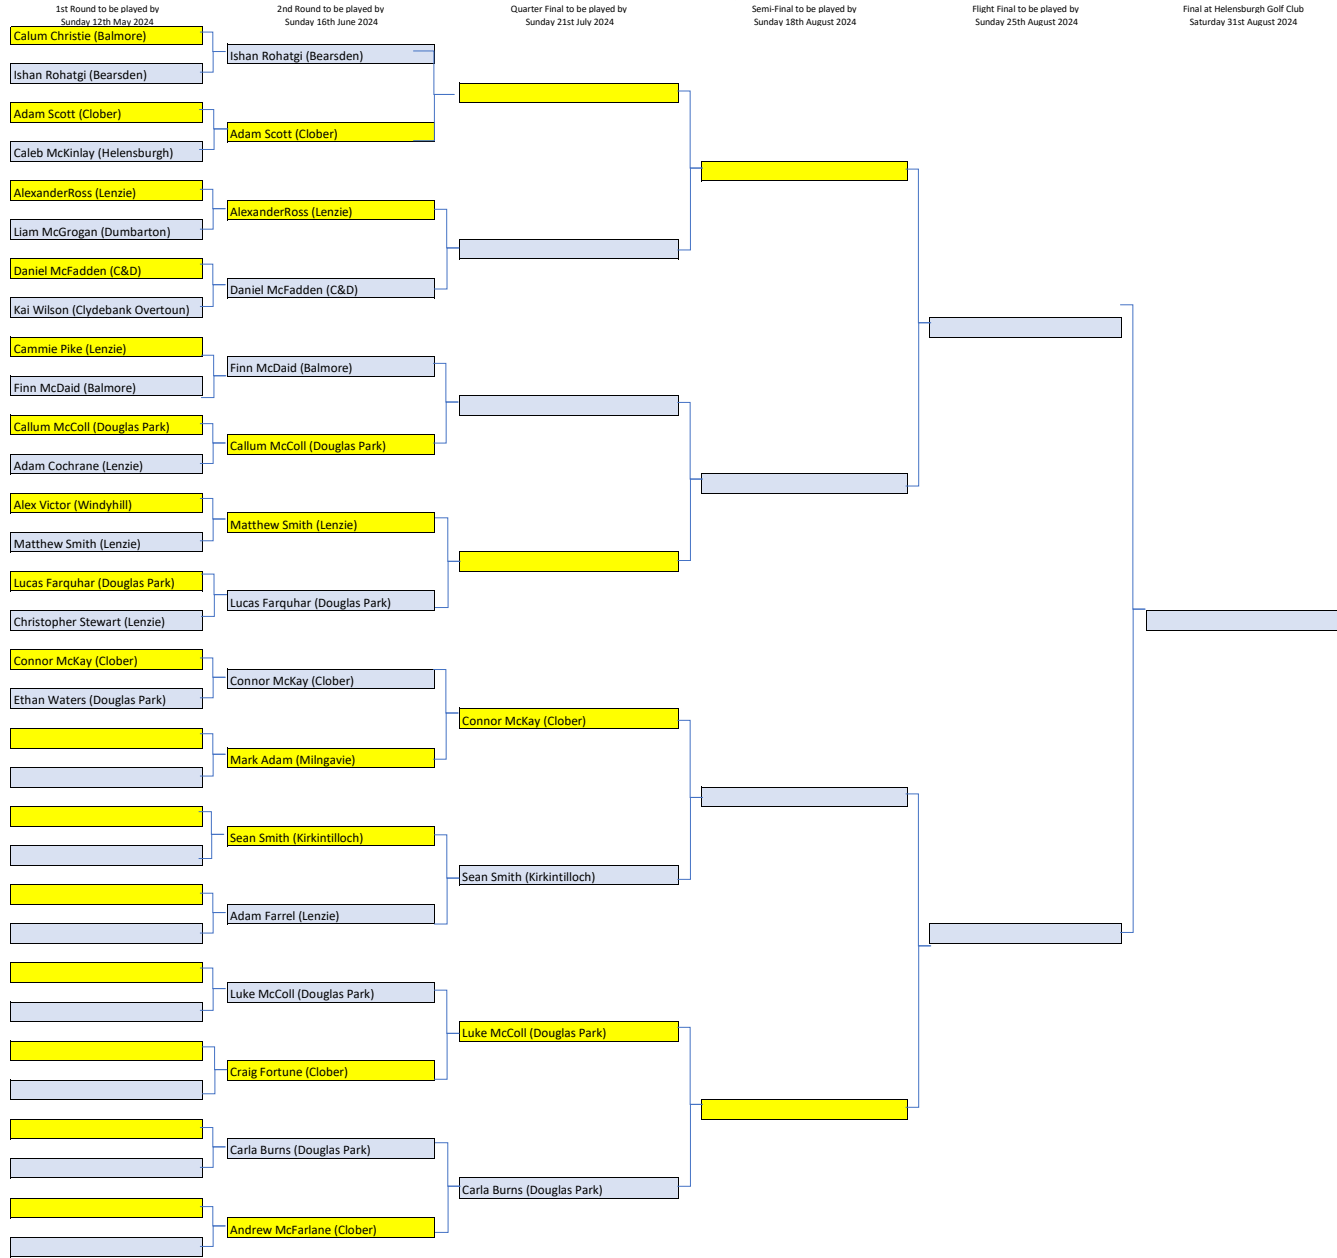 1st Round to be played by
Sunday 12th May 2024
2nd Round to be played by
Sunday 16th June 2024
Quarter Final to be played by
Sunday 21st July 2024
Semi-Final to be played by
Sunday 18th August 2024
Flight Final to be played by
Sunday 25th August 2024
Final at Helensburgh Golf Club
Saturday 31st August 2024
Calum Christie (Balmore)
Ishan Rohatgi (Bearsden)
Adam Scott (Clober)
Caleb McKinlay (Helensburgh)
AlexanderRoss (Lenzie)
Liam McGrogan (Dumbarton)
Daniel McFadden (C&D)
Kai Wilson (Clydebank Overtoun)
Cammie Pike (Lenzie)
Finn McDaid (Balmore)
Callum McColl (Douglas Park)
Adam Cochrane (Lenzie)
Alex Victor (Windyhill)
Matthew Smith (Lenzie)
Lucas Farquhar (Douglas Park)
Christopher Stewart (Lenzie)
Connor McKay (Clober)
Ethan Waters (Douglas Park)
Ishan Rohatgi (Bearsden)
Adam Scott (Clober)
AlexanderRoss (Lenzie)
Daniel McFadden (C&D)
Finn McDaid (Balmore)
Callum McColl (Douglas Park)
Matthew Smith (Lenzie)
Lucas Farquhar (Douglas Park)
Connor McKay (Clober)
Mark Adam (Milngavie)
Sean Smith (Kirkintilloch)
Adam Farrel (Lenzie)
Luke McColl (Douglas Park)
Craig Fortune (Clober)
Carla Burns (Douglas Park)
Andrew McFarlane (Clober)
Connor McKay (Clober)
Sean Smith (Kirkintilloch)
Luke McColl (Douglas Park)
Carla Burns (Douglas Park)